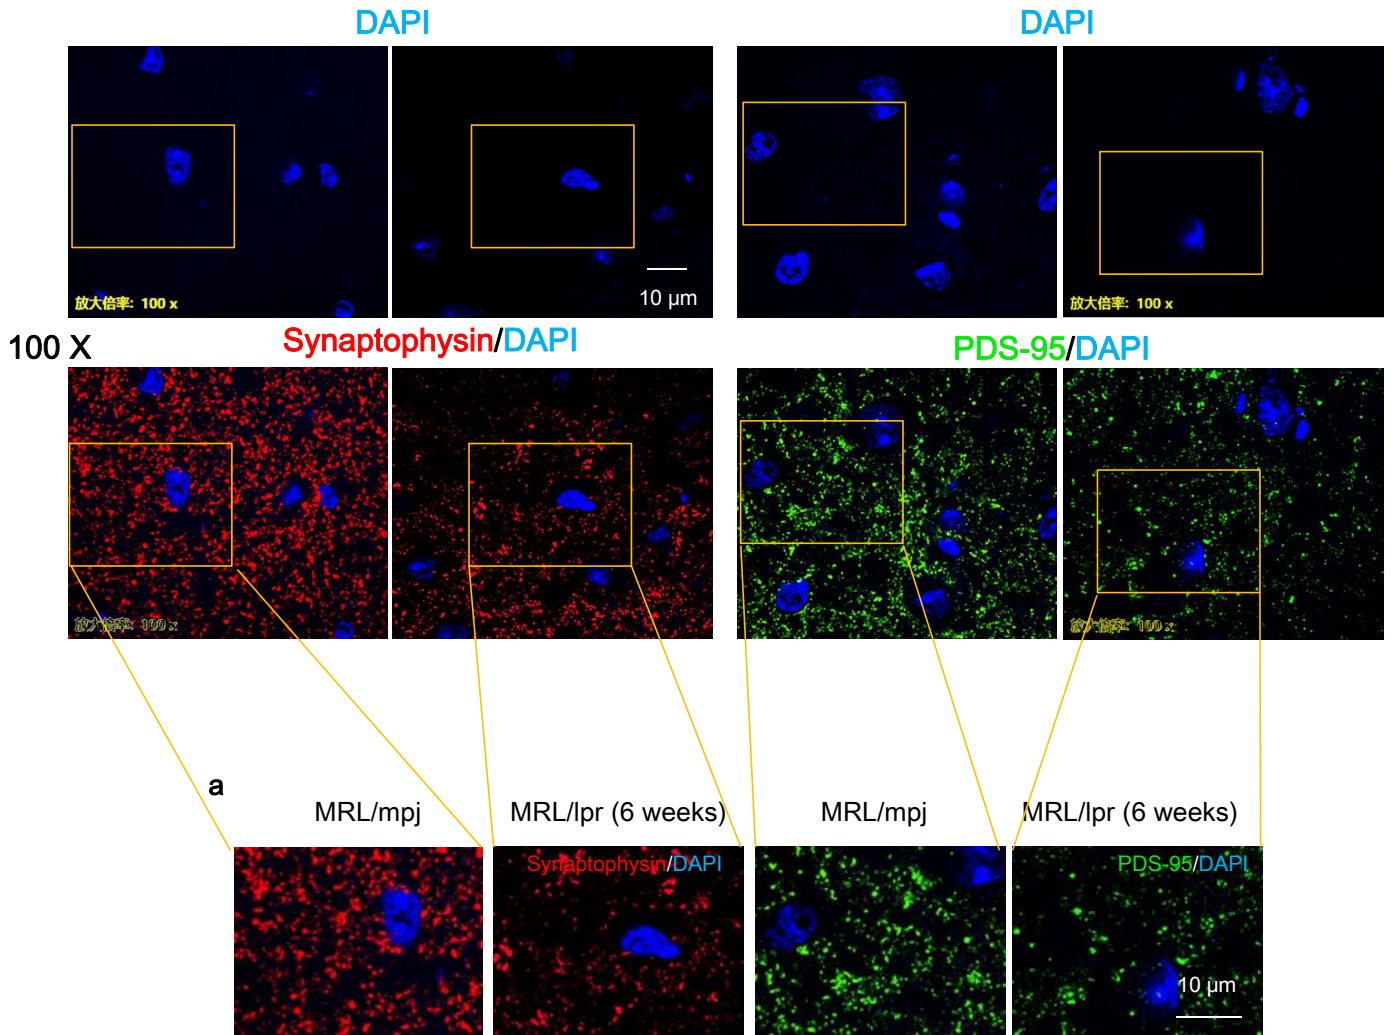 DAPI
DAPI
放大倍率: 100 x
10 µm
放大倍率: 100 x
100 X
Synaptophysin/DAPI
PDS-95/DAPI
放大倍率: 100 x
放大倍率: 100 x
a
MRL/mpj
MRL/lpr (6 weeks)
MRL/mpj
MRL/lpr (6 weeks)
Synaptophysin/DAPI
PDS-95/DAPI
10 µm